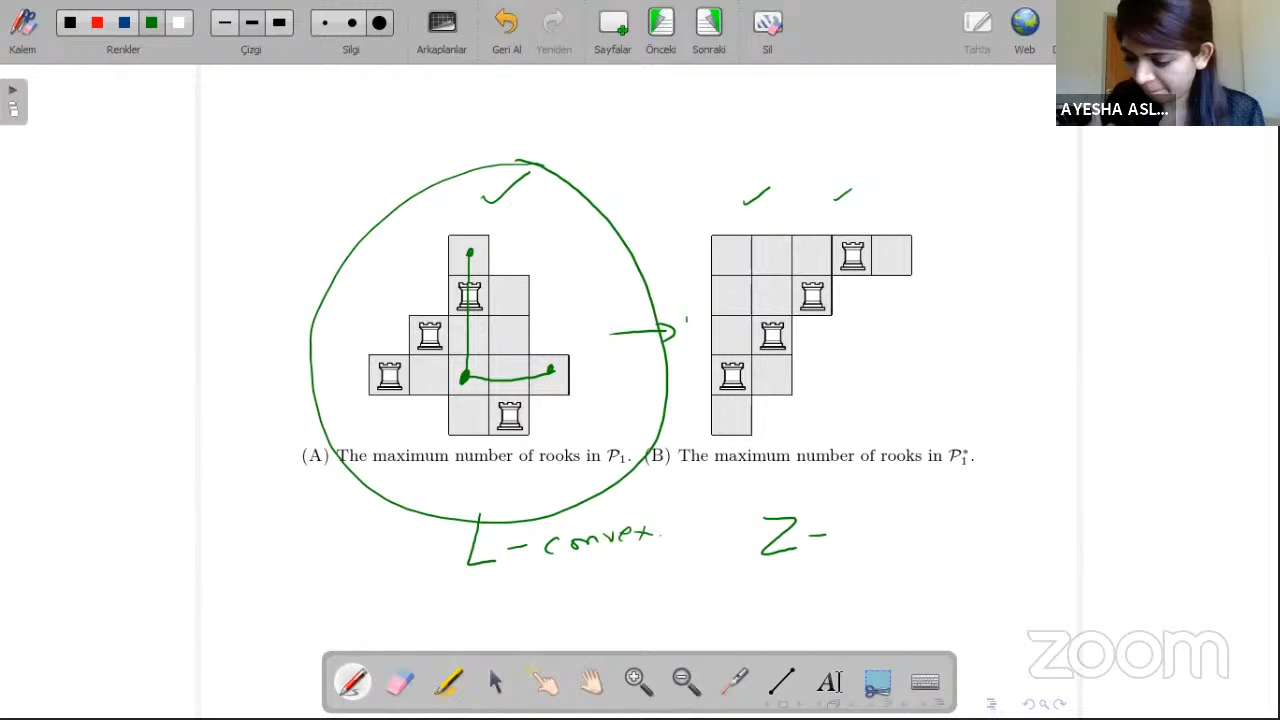 Kalem
Renkler
Çizgi
Silgi
Arkaplanlar
Geri Al
Yeniden
Sayfalar
Önceki
Sonraki
Sil
Tahta
Web
AYESHA ASL...
(A) The maximum number of rooks in P₁. (B) The maximum number of rooks in P₁*.
L - convex.
Z -
A
zoom